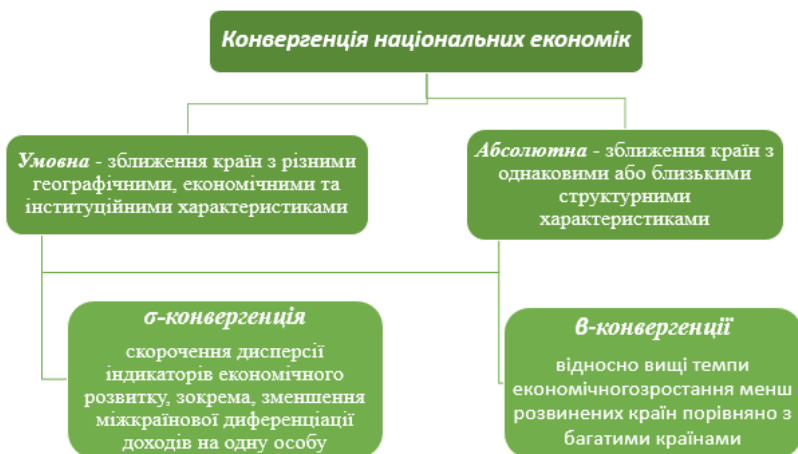 Конвергенція національних економік
Умовна - зближення країн з різними
географічними, економічними та
інституційними характеристиками
Абсолютна - зближення країн з
однаковими або близькими
структурними
характеристиками
σ-конвергенція
скорочення дисперсії
індикаторів економічного
розвитку, зокрема, зменшення
міжкраїнової диференціації
доходів на одну особу
β-конвергенції
відносно вищі темпи
економічногозростання менш
розвинених країн порівняно з
багатими країнами